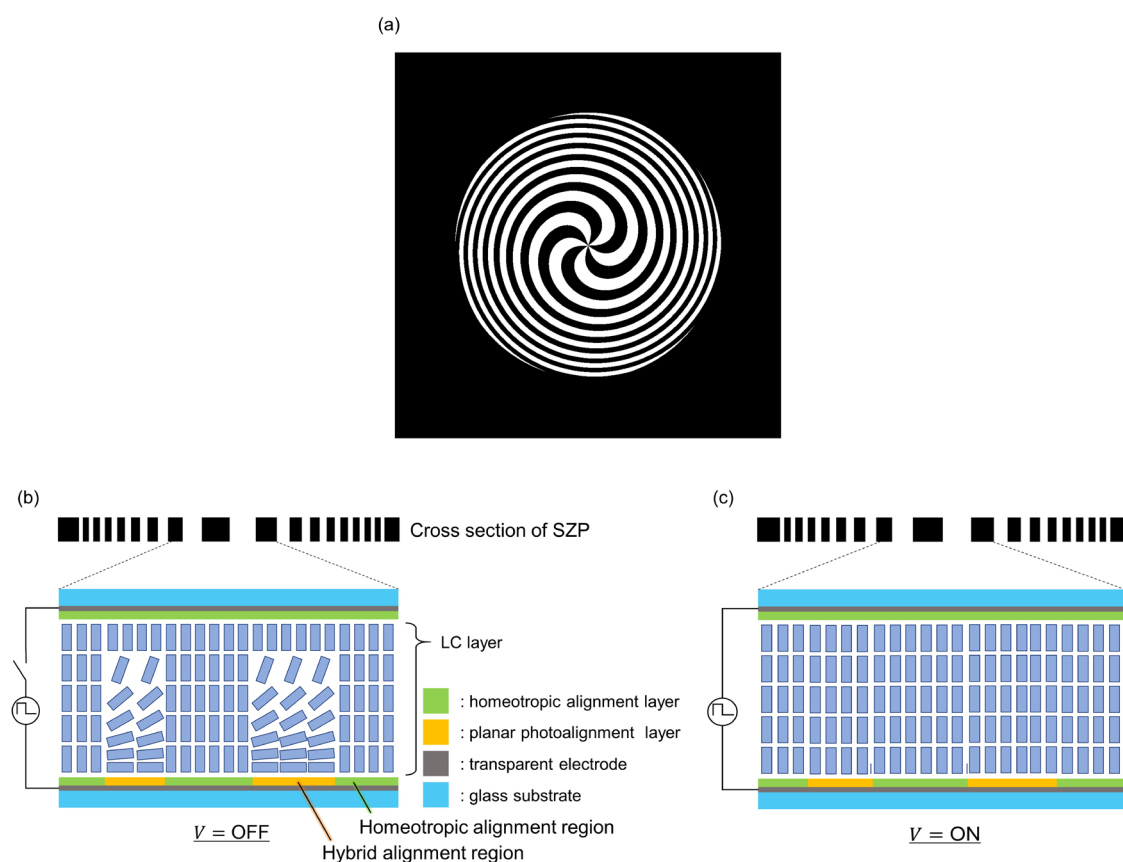 (a)
(b)
Cross section of SZP
LC layer
: homeotropic alignment layer
: planar photoalignment layer
: transparent electrode
: glass substrate
Homeotropic alignment region
Hybrid alignment region
V = OFF
(c)
V = ON